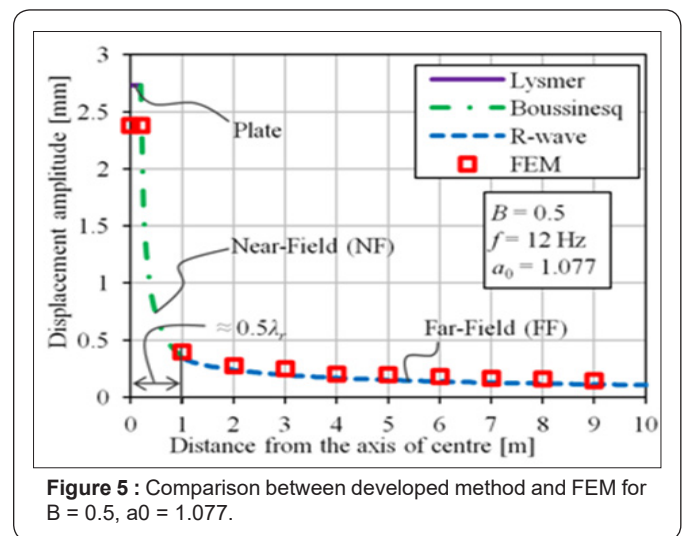 3
2.5
2
1.5
1
0.5
0
Displacement amplitude [mm]
Lysmer
Boussinesq
R-wave
FEM
Plate
B = 0.5
f = 12 Hz
a₀ = 1.077
Near-Field (NF)
≈ 0.5λᵣ
Far-Field (FF)
0 1 2 3 4 5 6 7 8 9 10
Distance from the axis of centre [m]
Figure 5 : Comparison between developed method and FEM for
B = 0.5, a0 = 1.077.